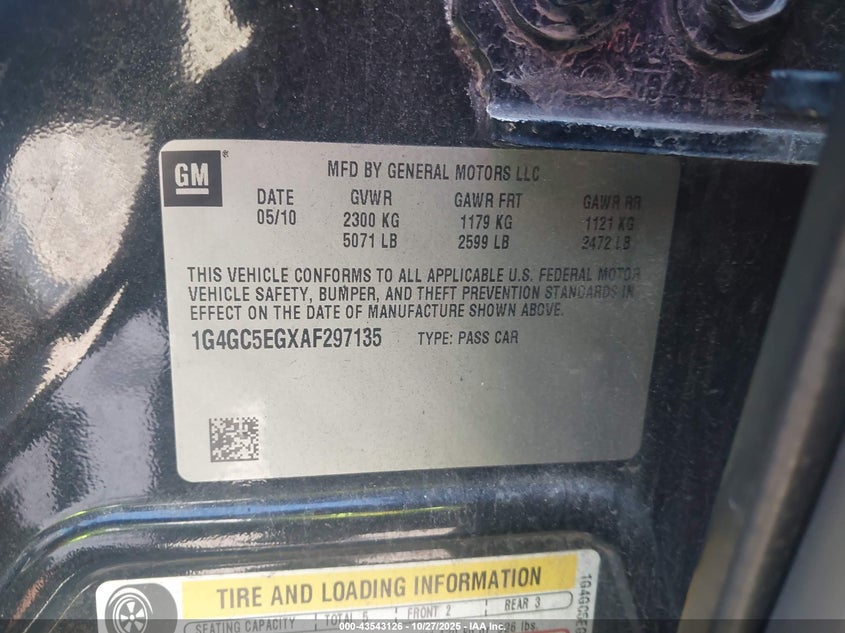 GM ®
MFD BY GENERAL MOTORS LLC
DATE GVWR GAWR FRT GAWR RR
05/10 2300 KG 1179 KG 1121 KG
5071 LB 2599 LB 2472 LB
THIS VEHICLE CONFORMS TO ALL APPLICABLE U.S. FEDERAL MOTOR
VEHICLE SAFETY, BUMPER, AND THEFT PREVENTION STANDARDS IN
EFFECT ON THE DATE OF MANUFACTURE SHOWN ABOVE.
1G4GC5EGXAF297135 TYPE: PASS CAR
TIRE AND LOADING INFORMATION
SEATING CAPACITY TOTAL 5 FRONT 2 REAR 3
1G4GC5EG
lbs.
000-43543126 - 10/27/2025 - IAA Inc.